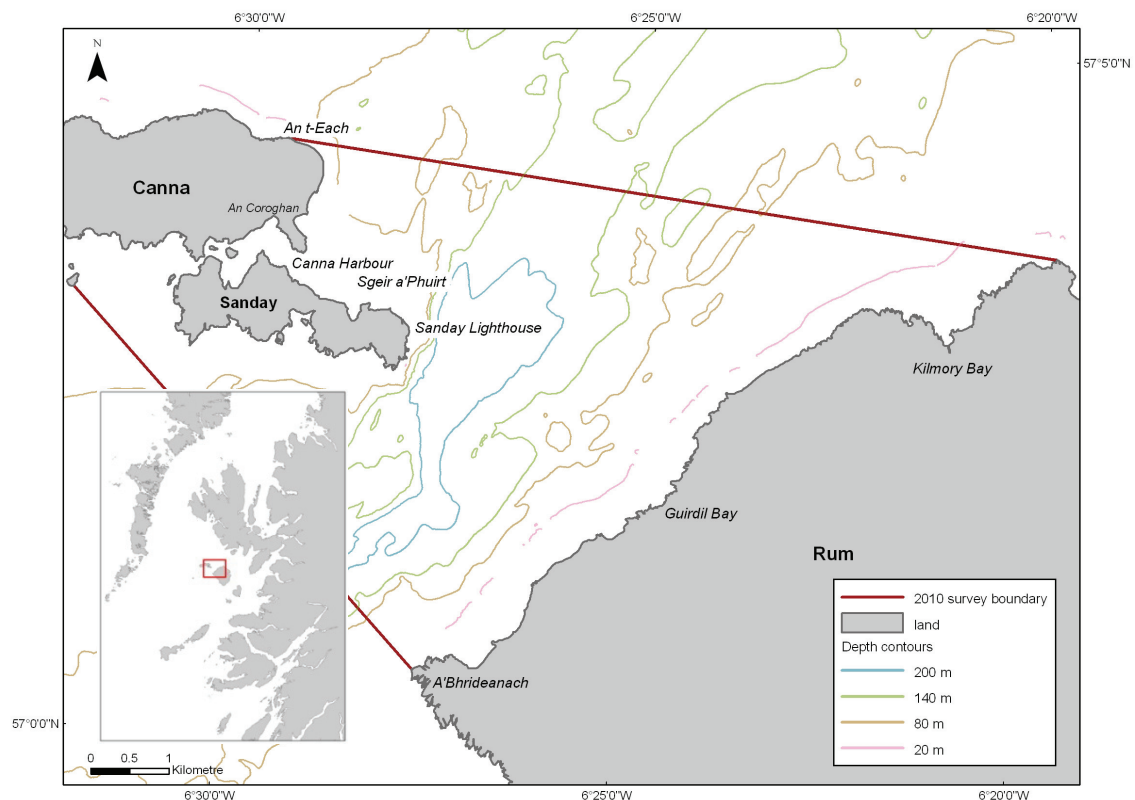 6°30'0"W
6°25'0"W
6°20'0"W
N
57°5'0"N
An t-Each
Canna
An Coroghan
Canna Harbour
Sgeir a'Phuirt
Sanday
Sanday Lighthouse
Kilmory Bay
Guirdil Bay
Rum
2010 survey boundary
land
Depth contours
200 m
140 m
80 m
20 m
A'Bhrideanach
57°0'0"N
0 0.5 1
Kilometre
6°30'0"W
6°25'0"W
6°20'0"W